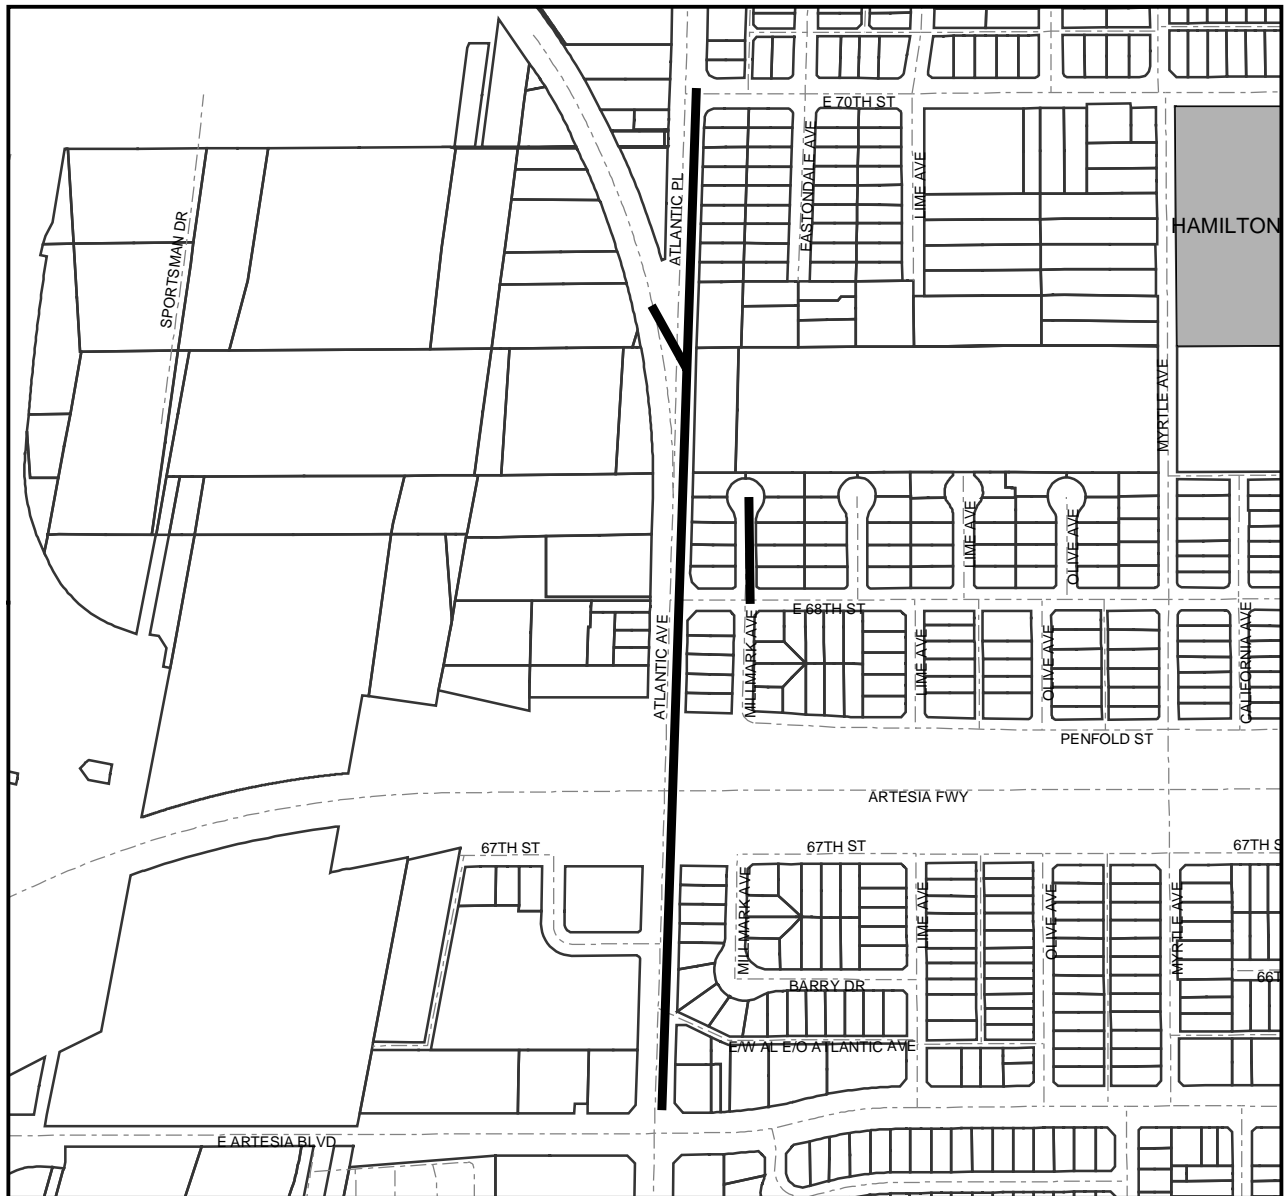 E 70TH ST
EASTONDALE AVE
LIME AVE
ATLANTIC PL
SPORTSMAN DR
HAMILTON
MYRTLE AVE
LIME AVE
OLIVE AVE
E 68TH ST
ATLANTIC AVE
MILLMARK AVE
LIME AVE
OLIVE AVE
CALIFORNIA AVE
PENFOLD ST
ARTESIA FWY
67TH ST
67TH ST
67TH S
MILLMARK AVE
LIME AVE
OLIVE AVE
MYRTLE AVE
66T
BARRY DR
E/W AL E/O ATLANTIC AVE
E ARTESIA BLVD